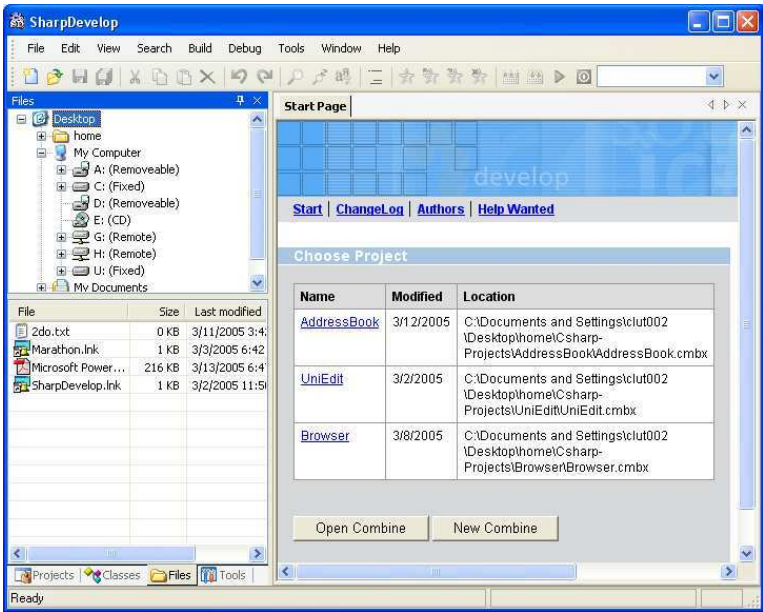 SharpDevelop
File Edit View Search Build Debug Tools Window Help
Files
Desktop
home
My Computer
A: (Removeable)
C: (Fixed)
D: (Removeable)
E: (CD)
G: (Remote)
H: (Remote)
U: (Fixed)
My Documents
File Size Last modified
2do.txt 0 KB 3/11/2005 3:4
Marathon.lnk 1 KB 3/3/2005 6:42
Microsoft Power... 216 KB 3/13/2005 6:4
SharpDevelop.lnk 1 KB 3/2/2005 11:5
Projects Classes Files Tools
Ready
Start Page
develop
Start | ChangeLog | Authors | Help Wanted
Choose Project
Name Modified Location
AddressBook 3/12/2005 C:\Documents and Settings\clut002
\Desktop\home\Csharp-
Projects\AddressBook\AddressBook.cmbx
UniEdit 3/2/2005 C:\Documents and Settings\clut002
\Desktop\home\Csharp-
Projects\UniEdit\UniEdit.cmbx
Browser 3/8/2005 C:\Documents and Settings\clut002
\Desktop\home\Csharp-
Projects\Browser\Browser.cmbx
Open Combine New Combine